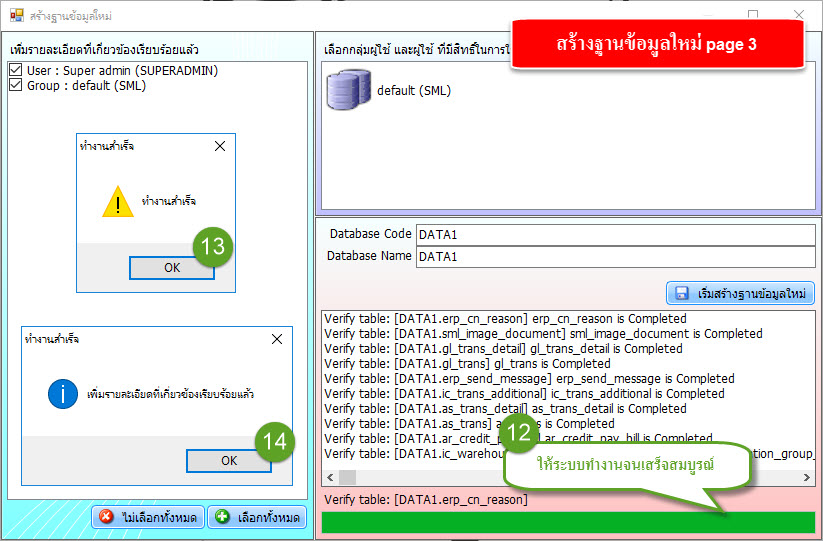 สร้างฐานข้อมูลใหม่
สร้างฐานข้อมูลใหม่ page 3
เพิ่มรายละเอียดที่เกี่ยวข้องเรียบร้อยแล้ว
User : Super admin (SUPERADMIN)
Group : default (SML)
ทำงานสำเร็จ
ทำงานสำเร็จ
13
OK
ทำงานสำเร็จ
เพิ่มรายละเอียดที่เกี่ยวข้องเรียบร้อยแล้ว
14
OK
ไม่เลือกทั้งหมด
เลือกทั้งหมด
เลือกกลุ่มผู้ใช้ และผู้ใช้ ที่มีสิทธิ์ในการใ
default (SML)
Database Code DATA1
Database Name DATA1
เริ่มสร้างฐานข้อมูลใหม่
Verify table: [DATA1.erp_cn_reason] erp_cn_reason is Completed
Verify table: [DATA1.sml_image_document] sml_image_document is Completed
Verify table: [DATA1.gl_trans_detail] gl_trans_detail is Completed
Verify table: [DATA1.gl_trans] gl_trans is Completed
Verify table: [DATA1.erp_send_message] erp_send_message is Completed
Verify table: [DATA1.ic_trans_additional] ic_trans_additional is Completed
Verify table: [DATA1.as_trans_detail] as_trans_detail is Completed
Verify table: [DATA1.as_trans] is Completed
Verify table: [DATA1.ar_credit_p ar_credit_pay_bill is Completed
Verify table: [DATA1.ic_warehou tion_group_
12
ให้ระบบทำงานจนเสร็จสมบูรณ์
Verify table: [DATA1.erp_cn_reason]